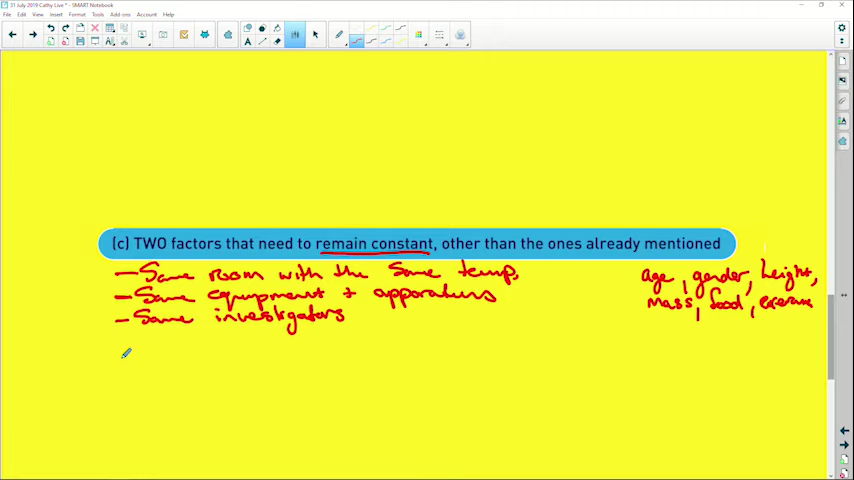 31 July 2019 Cathy Live * - SMART Notebook
File Edit View Insert Format Tools Add-ons Account Help
(c) TWO factors that need to remain constant, other than the ones already mentioned
- Same room with the same temp.
- Same equipment + apparatus
- Same investigators
age, gender, height,
mass, food, exercise